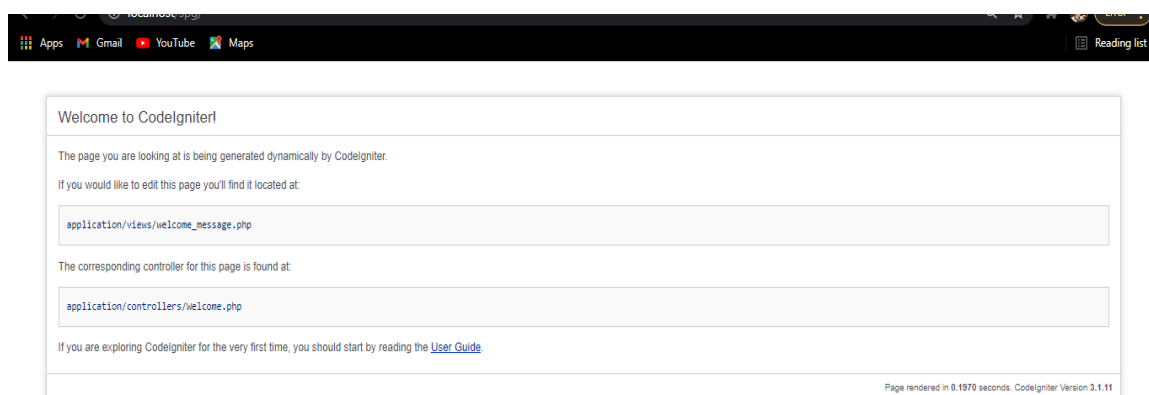 localhost/spg/
Error
Apps Gmail YouTube Maps
Reading list
Welcome to CodeIgniter!
The page you are looking at is being generated dynamically by CodeIgniter.
If you would like to edit this page you'll find it located at:
application/views/welcome_message.php
The corresponding controller for this page is found at:
application/controllers/Welcome.php
If you are exploring CodeIgniter for the very first time, you should start by reading the User Guide.
Page rendered in 0.1970 seconds. CodeIgniter Version 3.1.11